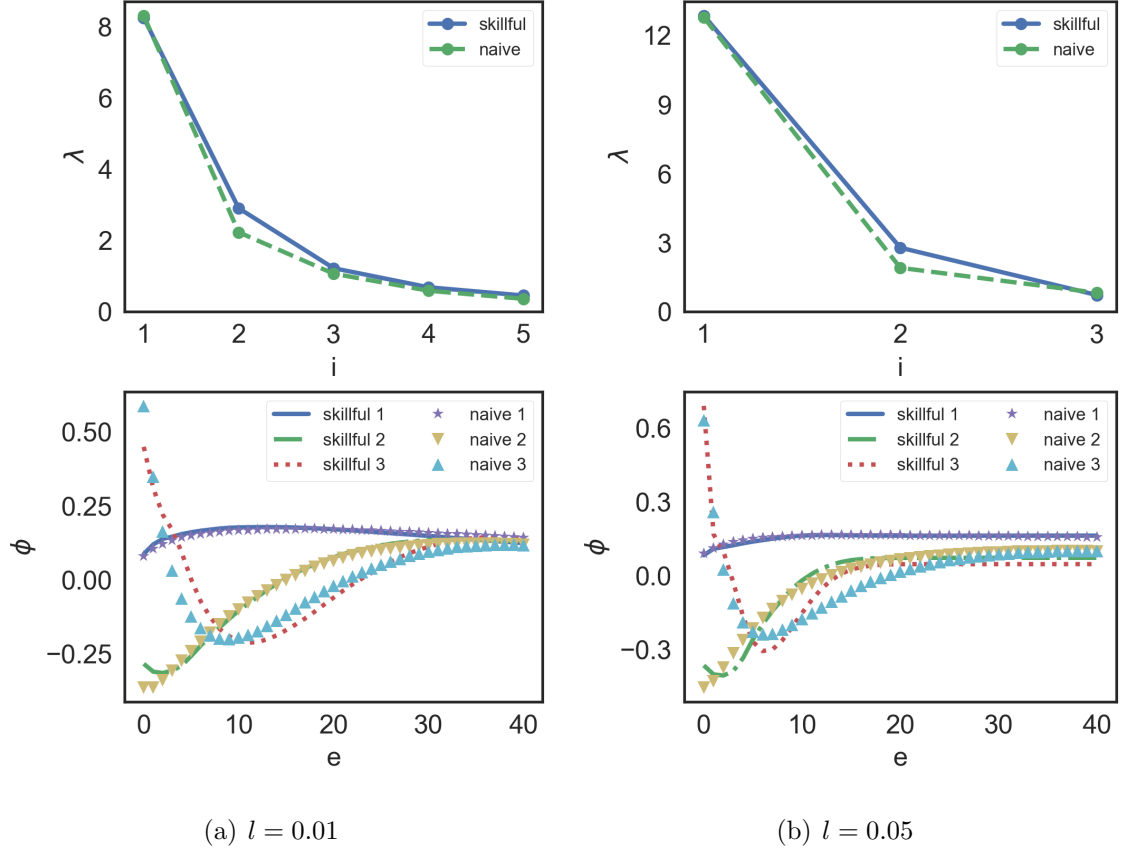 8
6
4
2
0
λ
1 2 3 4 5
i
skillful
naive
12
9
6
3
0
λ
1 2 3
i
skillful
naive
0.50
0.25
0.00
−0.25
ϕ
0 10 20 30 40
e
skillful 1 naive 1
skillful 2 naive 2
skillful 3 naive 3
0.6
0.3
0.0
−0.3
ϕ
0 10 20 30 40
e
skillful 1 naive 1
skillful 2 naive 2
skillful 3 naive 3
(a) l = 0.01
(b) l = 0.05